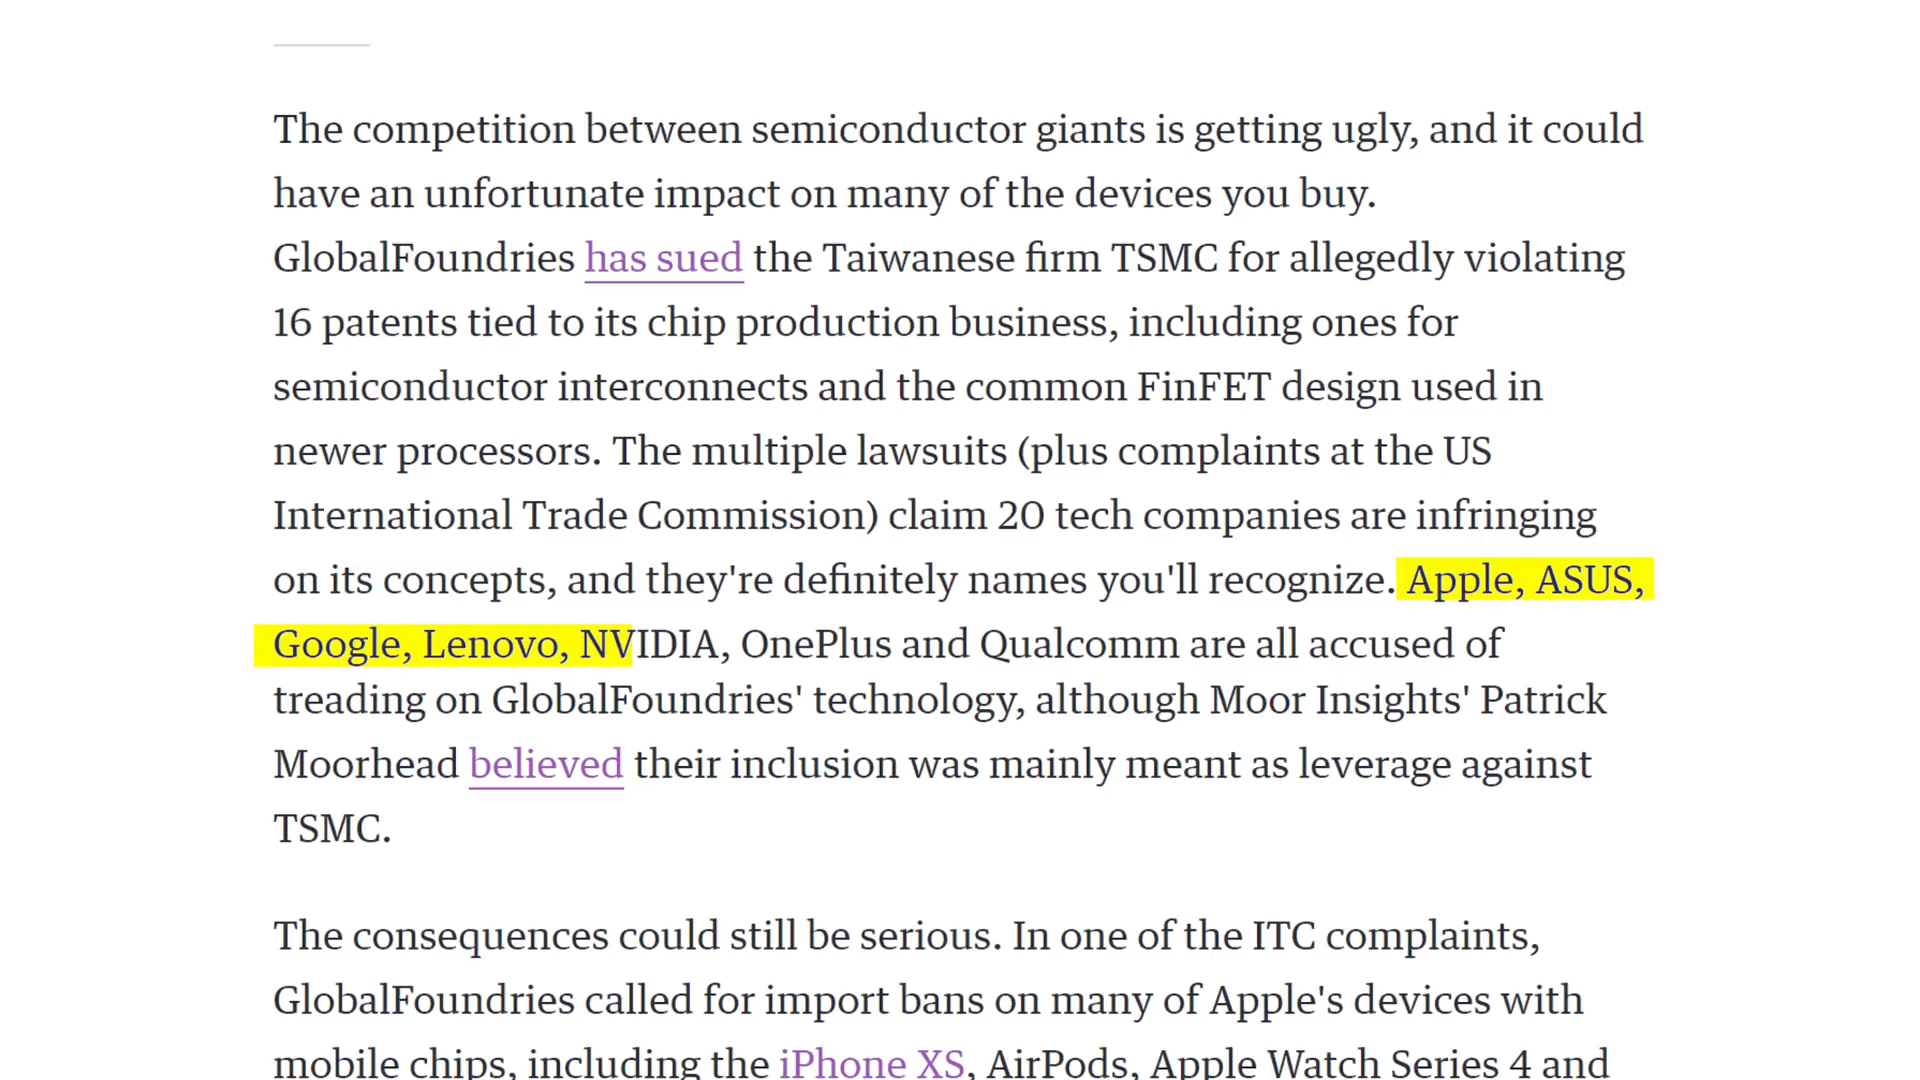 The competition between semiconductor giants is getting ugly, and it could
have an unfortunate impact on many of the devices you buy.
GlobalFoundries has sued the Taiwanese firm TSMC for allegedly violating
16 patents tied to its chip production business, including ones for
semiconductor interconnects and the common FinFET design used in
newer processors. The multiple lawsuits (plus complaints at the US
International Trade Commission) claim 20 tech companies are infringing
on its concepts, and they're definitely names you'll recognize. Apple, ASUS,
Google, Lenovo, NVIDIA, OnePlus and Qualcomm are all accused of
treading on GlobalFoundries' technology, although Moor Insights' Patrick
Moorhead believed their inclusion was mainly meant as leverage against
TSMC.
The consequences could still be serious. In one of the ITC complaints,
GlobalFoundries called for import bans on many of Apple's devices with
mobile chips, including the iPhone XS, AirPods, Apple Watch Series 4 and